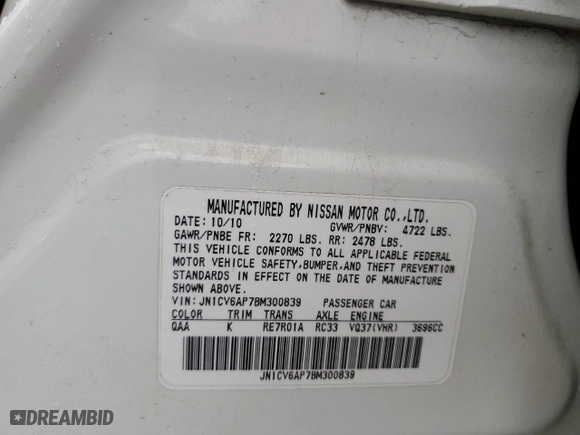 MANUFACTURED BY NISSAN MOTOR CO.,LTD.
DATE: 10/10 GVWR/PNBV: 4722 LBS.
GAWR/PNBE FR: 2270 LBS. RR: 2478 LBS.
THIS VEHICLE CONFORMS TO ALL APPLICABLE FEDERAL
MOTOR VEHICLE SAFETY,BUMPER,AND THEFT PREVENTION
STANDARDS IN EFFECT ON THE DATE OF MANUFACTURE
SHOWN ABOVE.
VIN: JN1CV6AP7BM300839 PASSENGER CAR
COLOR TRIM TRANS AXLE ENGINE
QAA K RE7R01A RC33 VQ37(VHR) 3696CC
JN1CV6AP7BM300839
DREAMBID